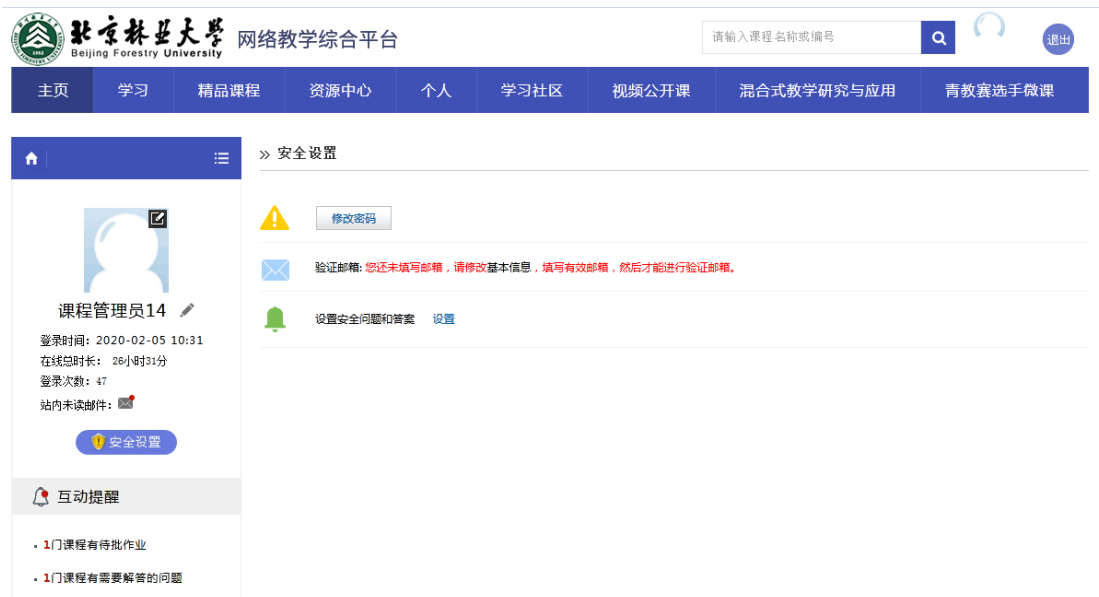 北京林业大学
Beijing Forestry University
1952
网络教学综合平台
请输入课程名称或编号
退出
主页 学习 精品课程 资源中心 个人 学习社区 视频公开课 混合式教学研究与应用 青教赛选手微课
» 安全设置
修改密码
验证邮箱: 您还未填写邮箱，请修改基本信息，填写有效邮箱，然后才能进行验证邮箱。
设置安全问题和答案 设置
课程管理员14
登录时间：2020-02-05 10:31
在线总时长： 26小时31分
登录次数：47
站内未读邮件：
安全设置
互动提醒
1门课程有待批作业
1门课程有需要解答的问题